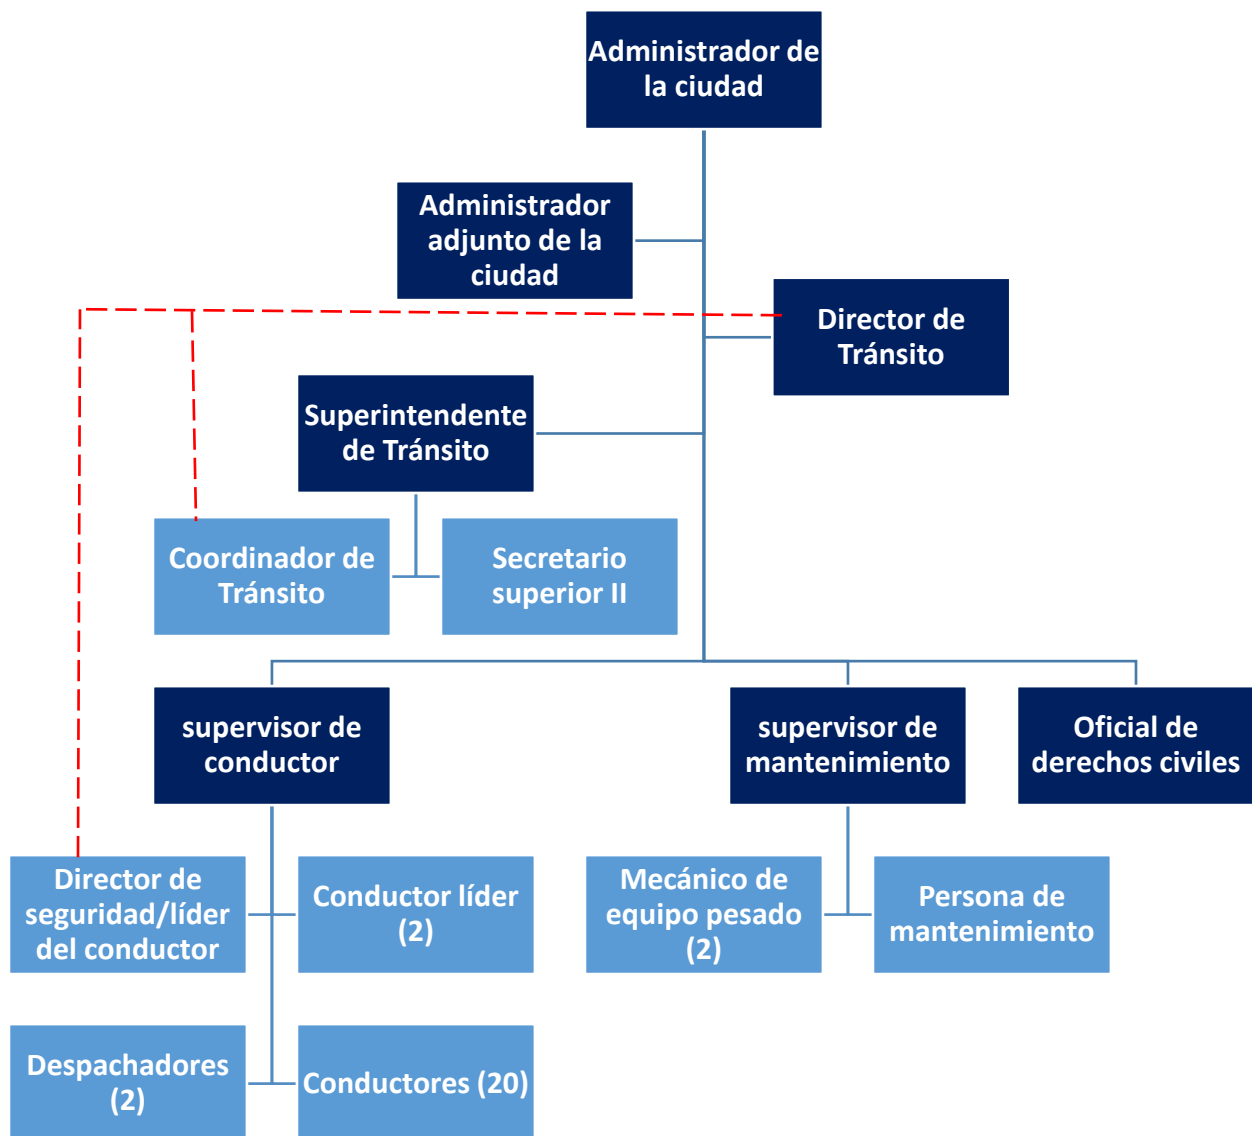 Administrador de
la ciudad
Administrador
adjunto de la
ciudad
Director de
Tránsito
Superintendente
de Tránsito
Coordinador de
Tránsito
Secretario
superior II
supervisor de
conductor
supervisor de
mantenimiento
Oficial de
derechos civiles
Director de
seguridad/líder
del conductor
Conductor líder
(2)
Mecánico de
equipo pesado
(2)
Persona de
mantenimiento
Despachadores
(2)
Conductores (20)